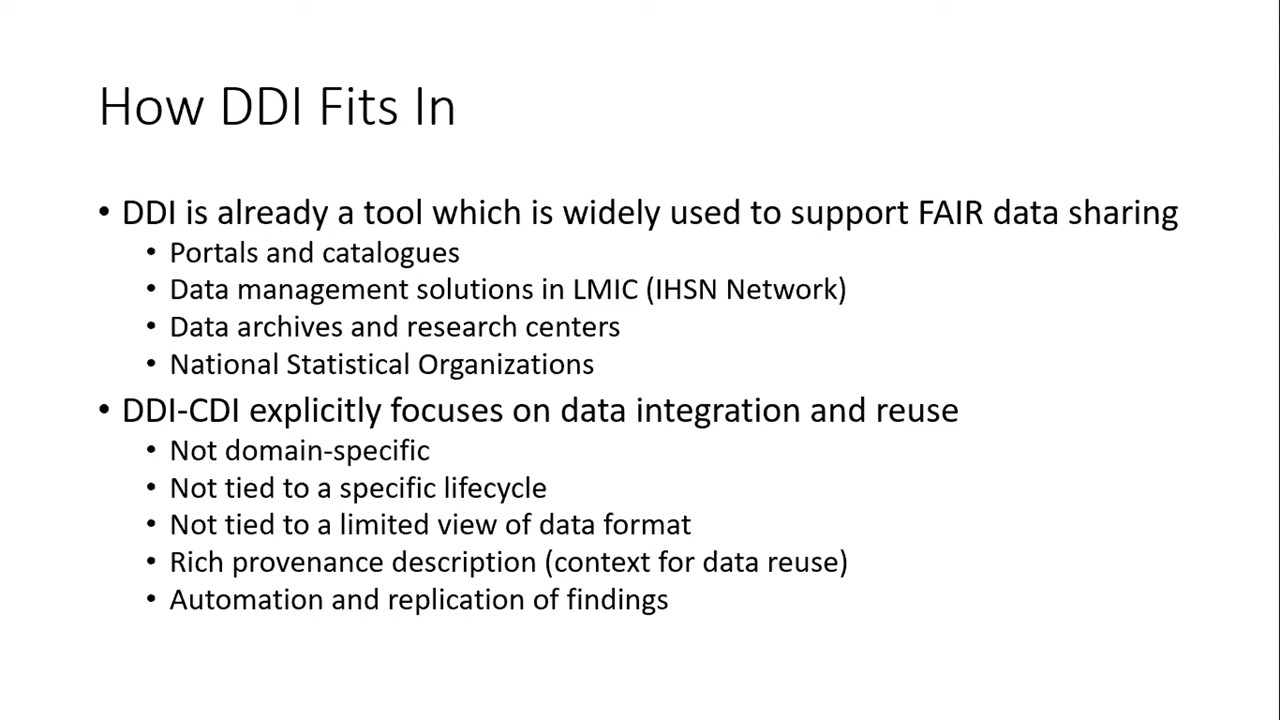 How DDI Fits In
• DDI is already a tool which is widely used to support FAIR data sharing
• Portals and catalogues
• Data management solutions in LMIC (IHSN Network)
• Data archives and research centers
• National Statistical Organizations
• DDI-CDI explicitly focuses on data integration and reuse
• Not domain-specific
• Not tied to a specific lifecycle
• Not tied to a limited view of data format
• Rich provenance description (context for data reuse)
• Automation and replication of findings